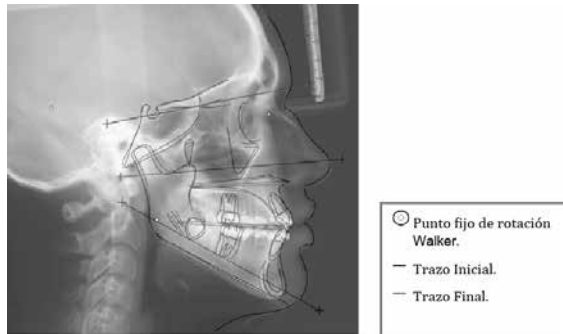 Punto fijo de rotación
Walker.
Trazo Inicial.
Trazo Final.